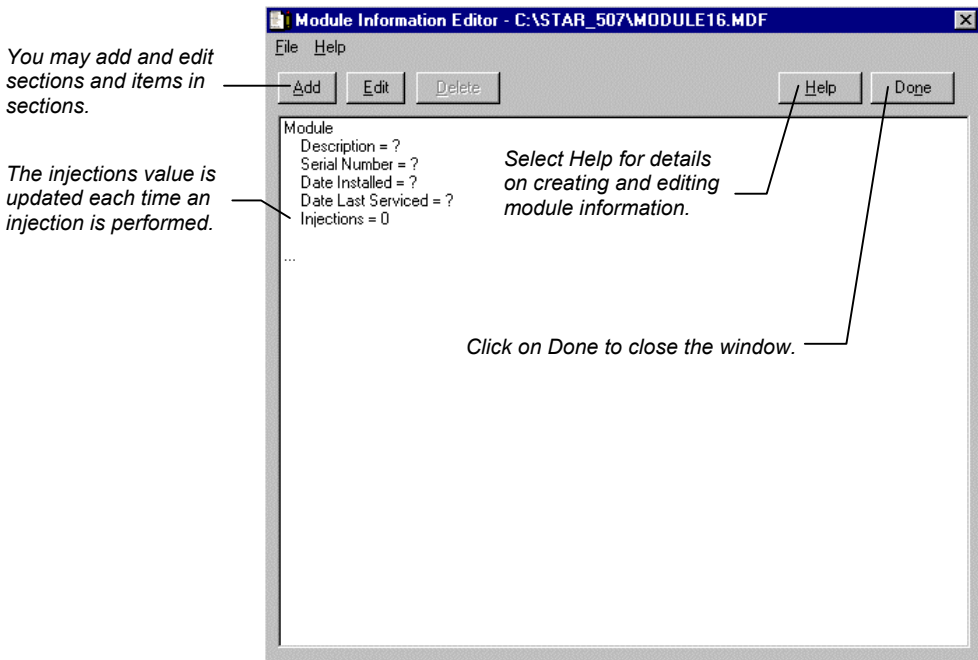 Module Information Editor - C:\STAR_507\MODULE16.MDF
File Help
You may add and edit
sections and items in
sections.
Add Edit Delete Help Done
Module
Description = ?
Serial Number = ?
Date Installed = ?
Date Last Serviced = ?
Injections = 0
...
The injections value is
updated each time an
injection is performed.
Select Help for details
on creating and editing
module information.
Click on Done to close the window.